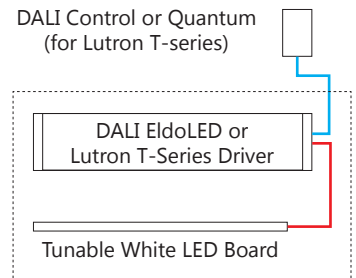 DALI Control or Quantum
(for Lutron T-series)
DALI EldoLED or
Lutron T-Series Driver
Tunable White LED Board